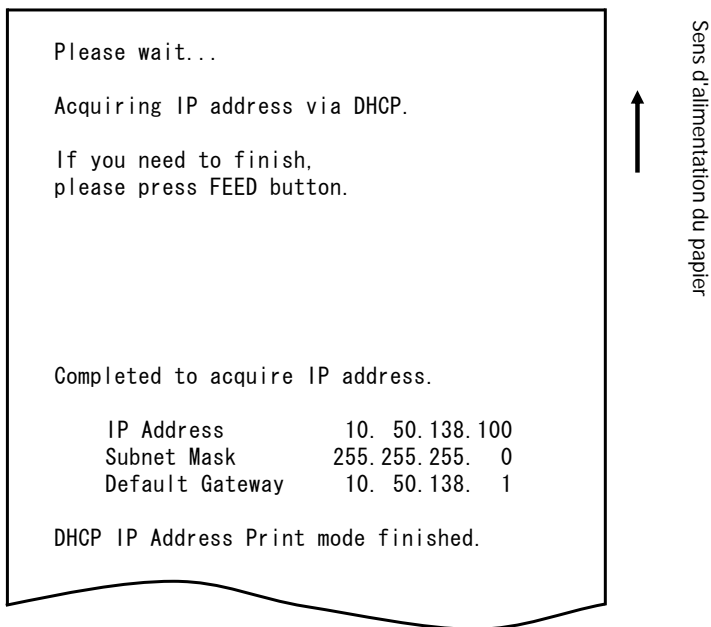 Please wait...
Acquiring IP address via DHCP.
If you need to finish,
please press FEED button.
Completed to acquire IP address.
IP Address 10. 50.138.100
Subnet Mask 255.255.255. 0
Default Gateway 10. 50.138. 1
DHCP IP Address Print mode finished.
Sens d'alimentation du papier